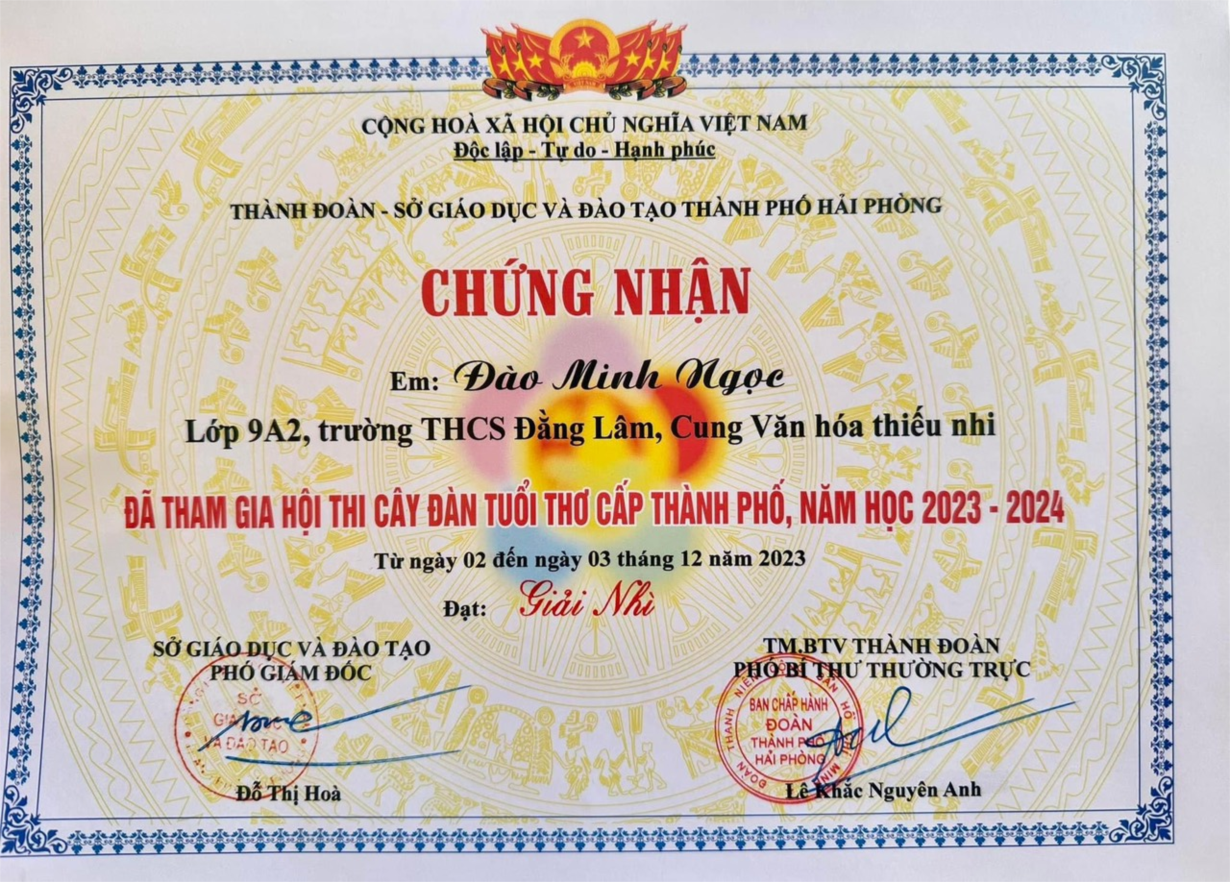 CỘNG HOÀ XÃ HỘI CHỦ NGHĨA VIỆT NAM
Độc lập - Tự do - Hạnh phúc
THÀNH ĐOÀN - SỞ GIÁO DỤC VÀ ĐÀO TẠO THÀNH PHỐ HẢI PHÒNG
CHỨNG NHẬN
Em: Đào Minh Ngọc
Lớp 9A2, trường THCS Đằng Lâm, Cung Văn hóa thiếu nhi
ĐÃ THAM GIA HỘI THI CÂY ĐÀN TUỔI THƠ CẤP THÀNH PHỐ, NĂM HỌC 2023 - 2024
Từ ngày 02 đến ngày 03 tháng 12 năm 2023
Đạt: Giải Nhì
SỞ GIÁO DỤC VÀ ĐÀO TẠO
PHÓ GIÁM ĐỐC
SỞ
VÀ ĐÀO TẠO
Đỗ Thị Hoà
TM.BTV THÀNH ĐOÀN
PHÓ BÍ THƯ THƯỜNG TRỰC
BAN CHẤP HÀNH
ĐOÀN
THÀNH PHỐ
HẢI PHÒNG
Lê Khắc Nguyên Anh